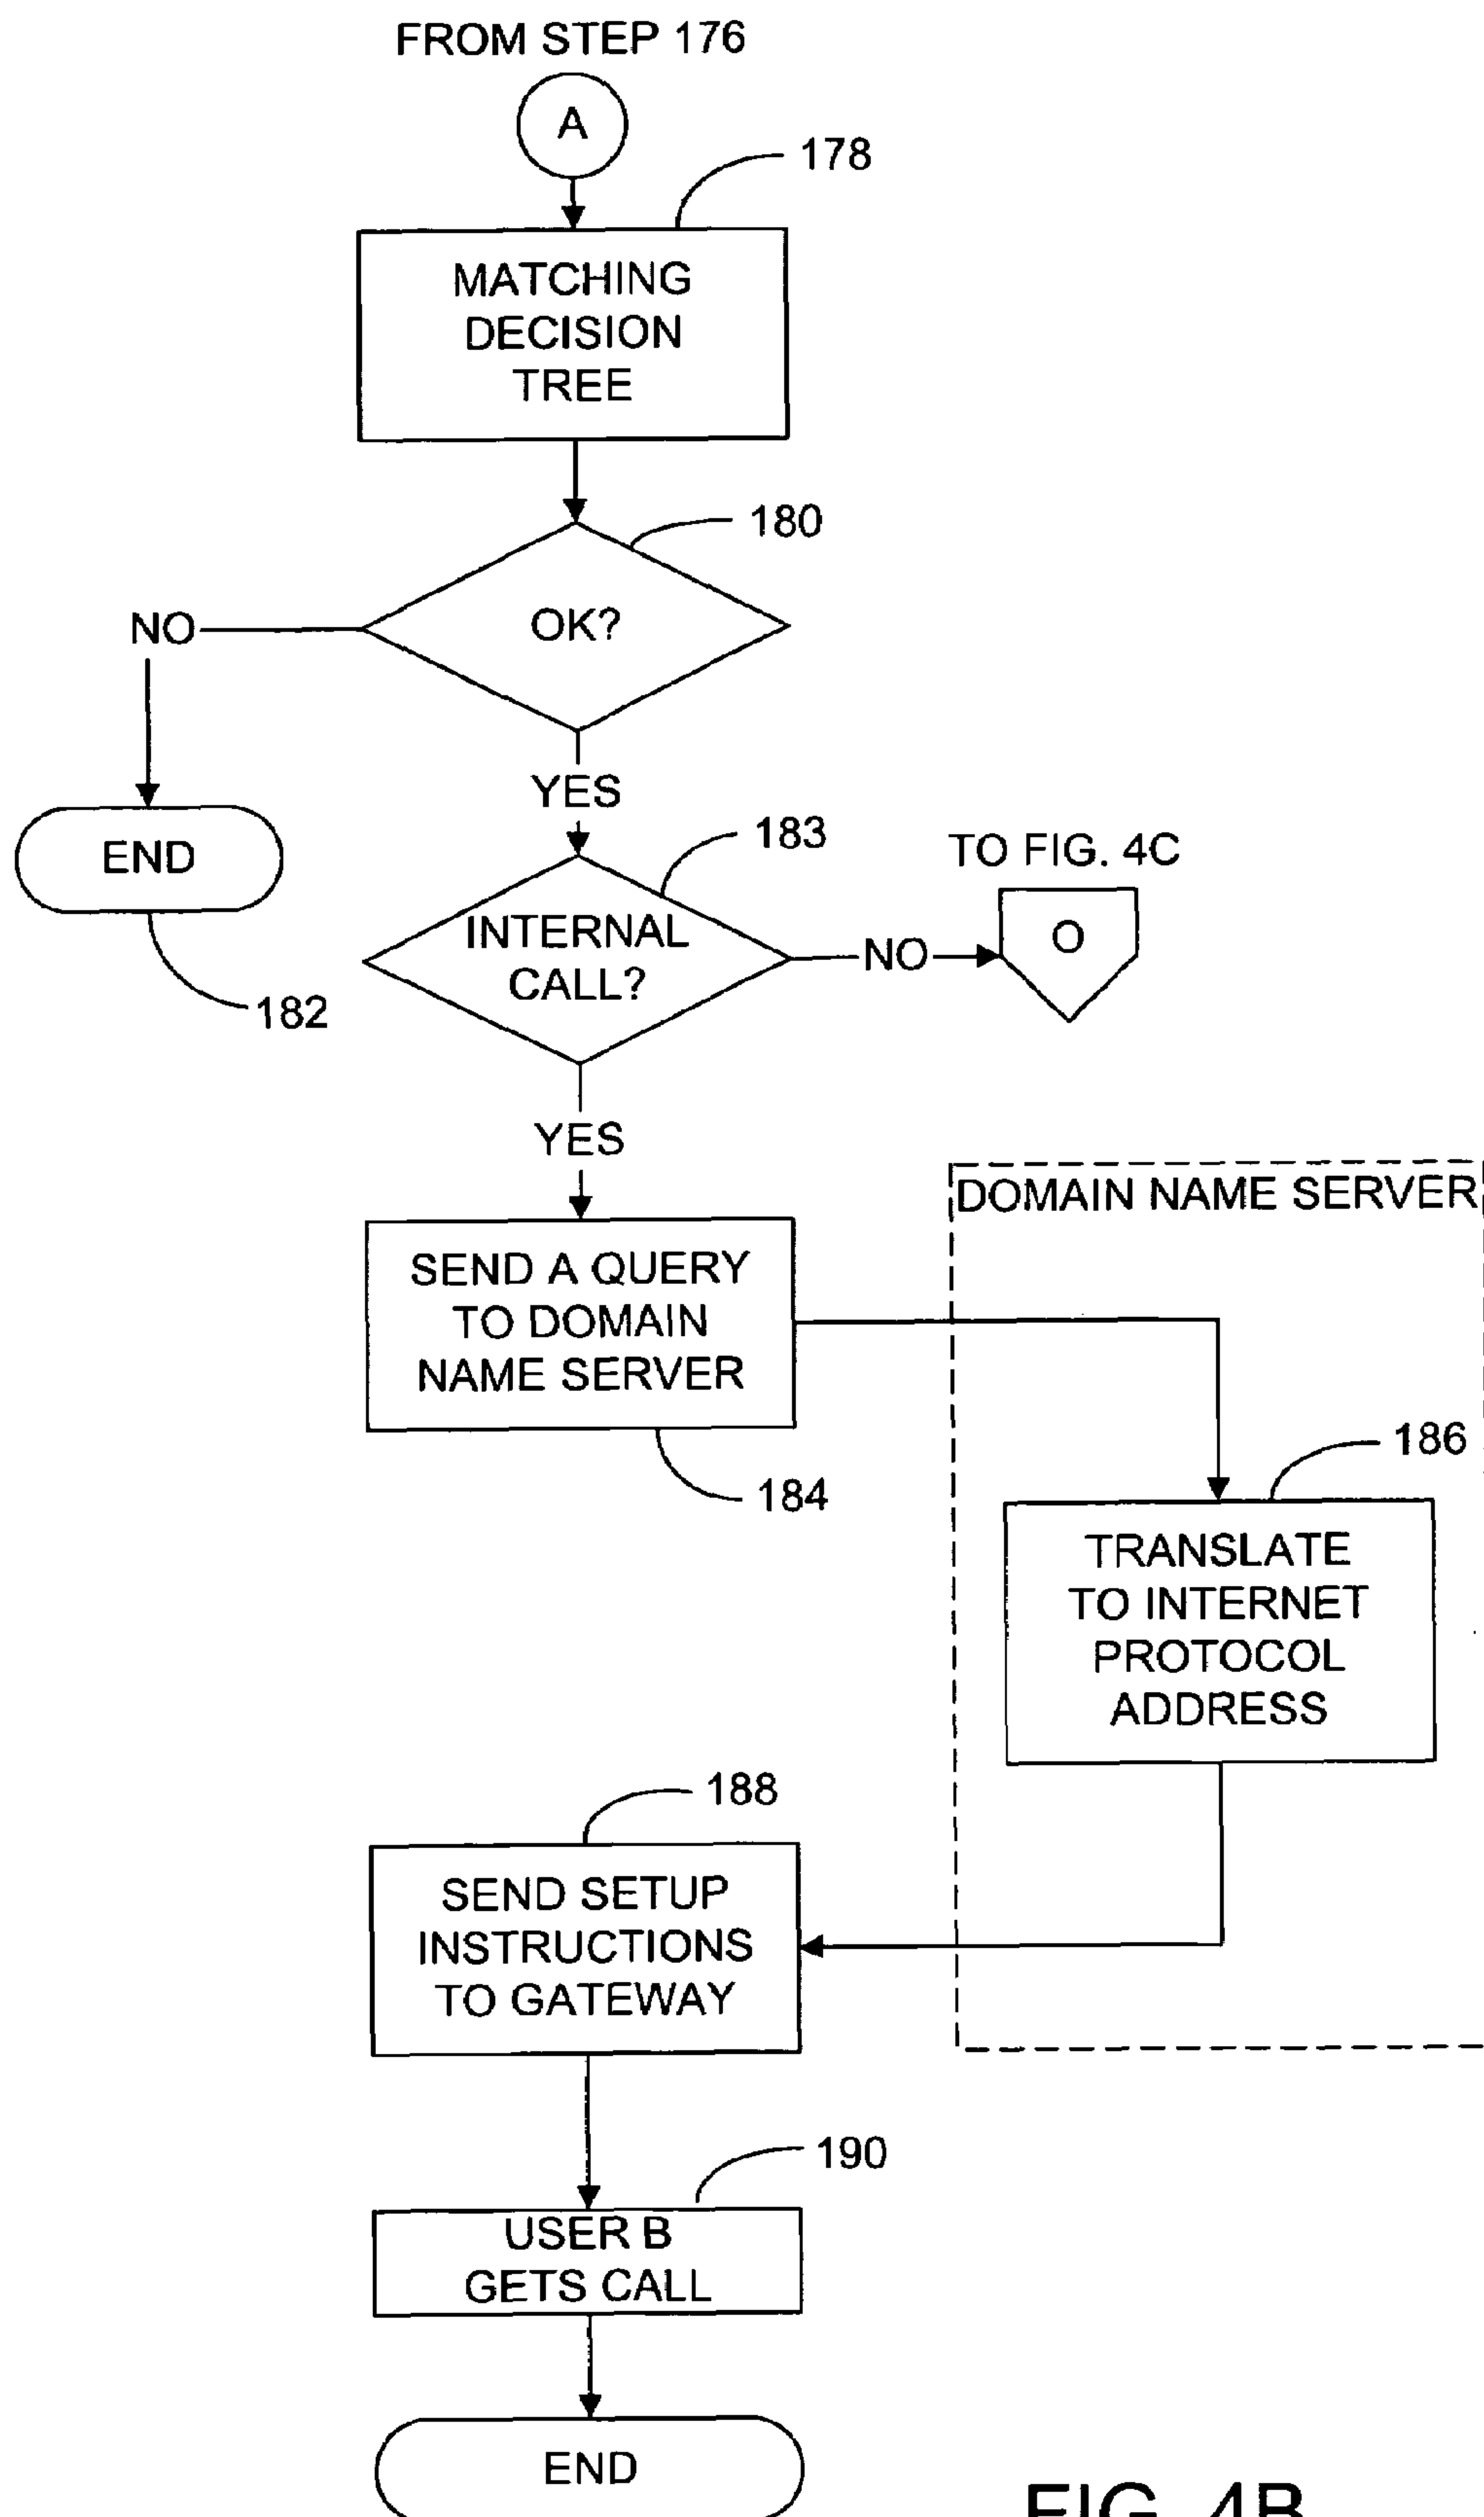 FROM STEP 176
A
178
MATCHING
DECISION
TREE
180
OK?
NO
YES
END
182
183
INTERNAL
CALL?
NO
TO FIG. 4C
O
YES
DOMAIN NAME SERVER
SEND A QUERY
TO DOMAIN
NAME SERVER
184
186
TRANSLATE
TO INTERNET
PROTOCOL
ADDRESS
188
SEND SETUP
INSTRUCTIONS
TO GATEWAY
190
USER B
GETS CALL
END
FIG. 4B